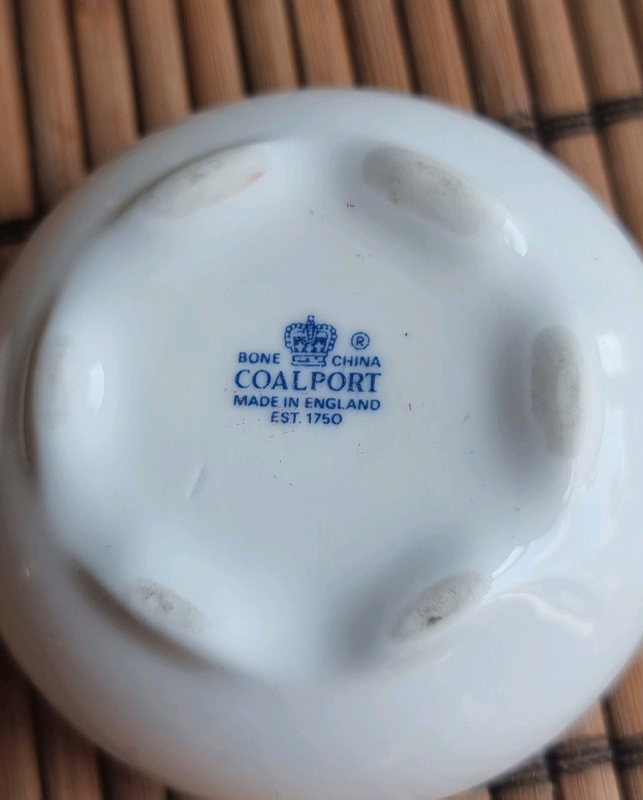 BONE CHINA ®
COALPORT
MADE IN ENGLAND
EST. 1750